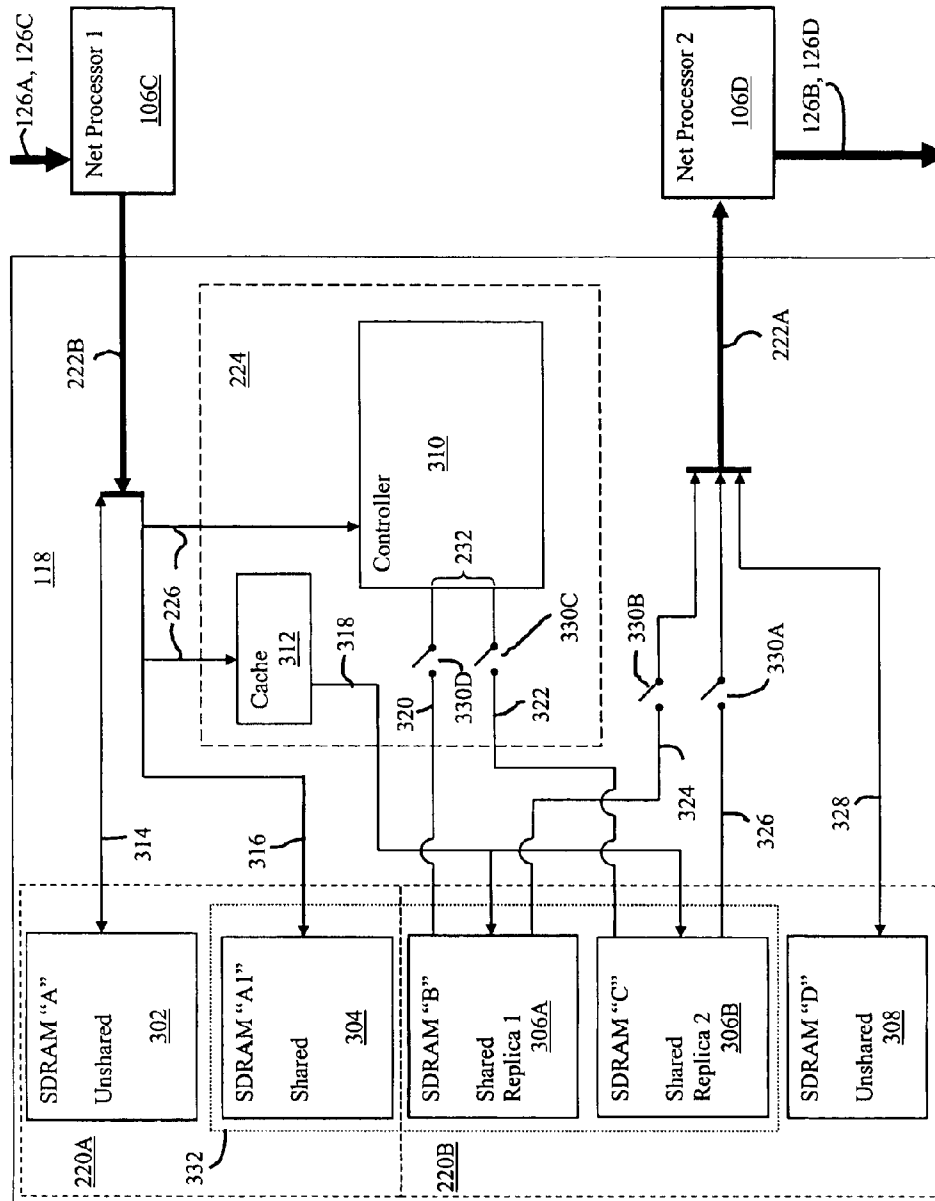 126A, 126C
Net Processor 1
106C
222B
118
226
224
Cache
312
318
Controller
310
232
320
330D
330C
322
314
316
SDRAM “A”
Unshared
302
220A
SDRAM “A1”
Shared
304
332
SDRAM “B”
Shared
Replica 1
306A
220B
SDRAM “C”
Shared
Replica 2
306B
SDRAM “D”
Unshared
308
330B
324
330A
326
328
222A
Net Processor 2
106D
126B, 126D